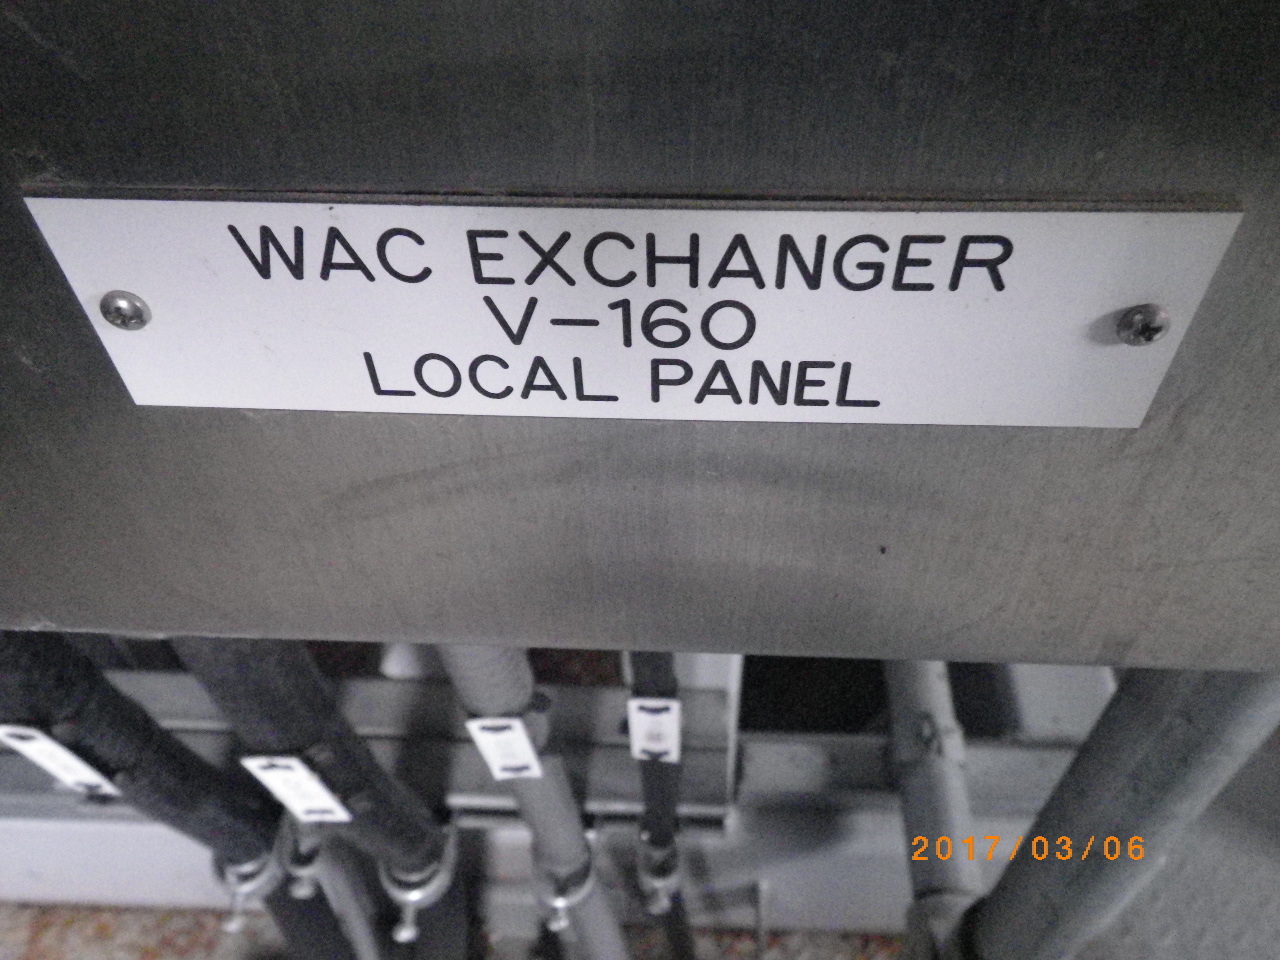 WAC EXCHANGER
V-160
LOCAL PANEL
2017/03/06